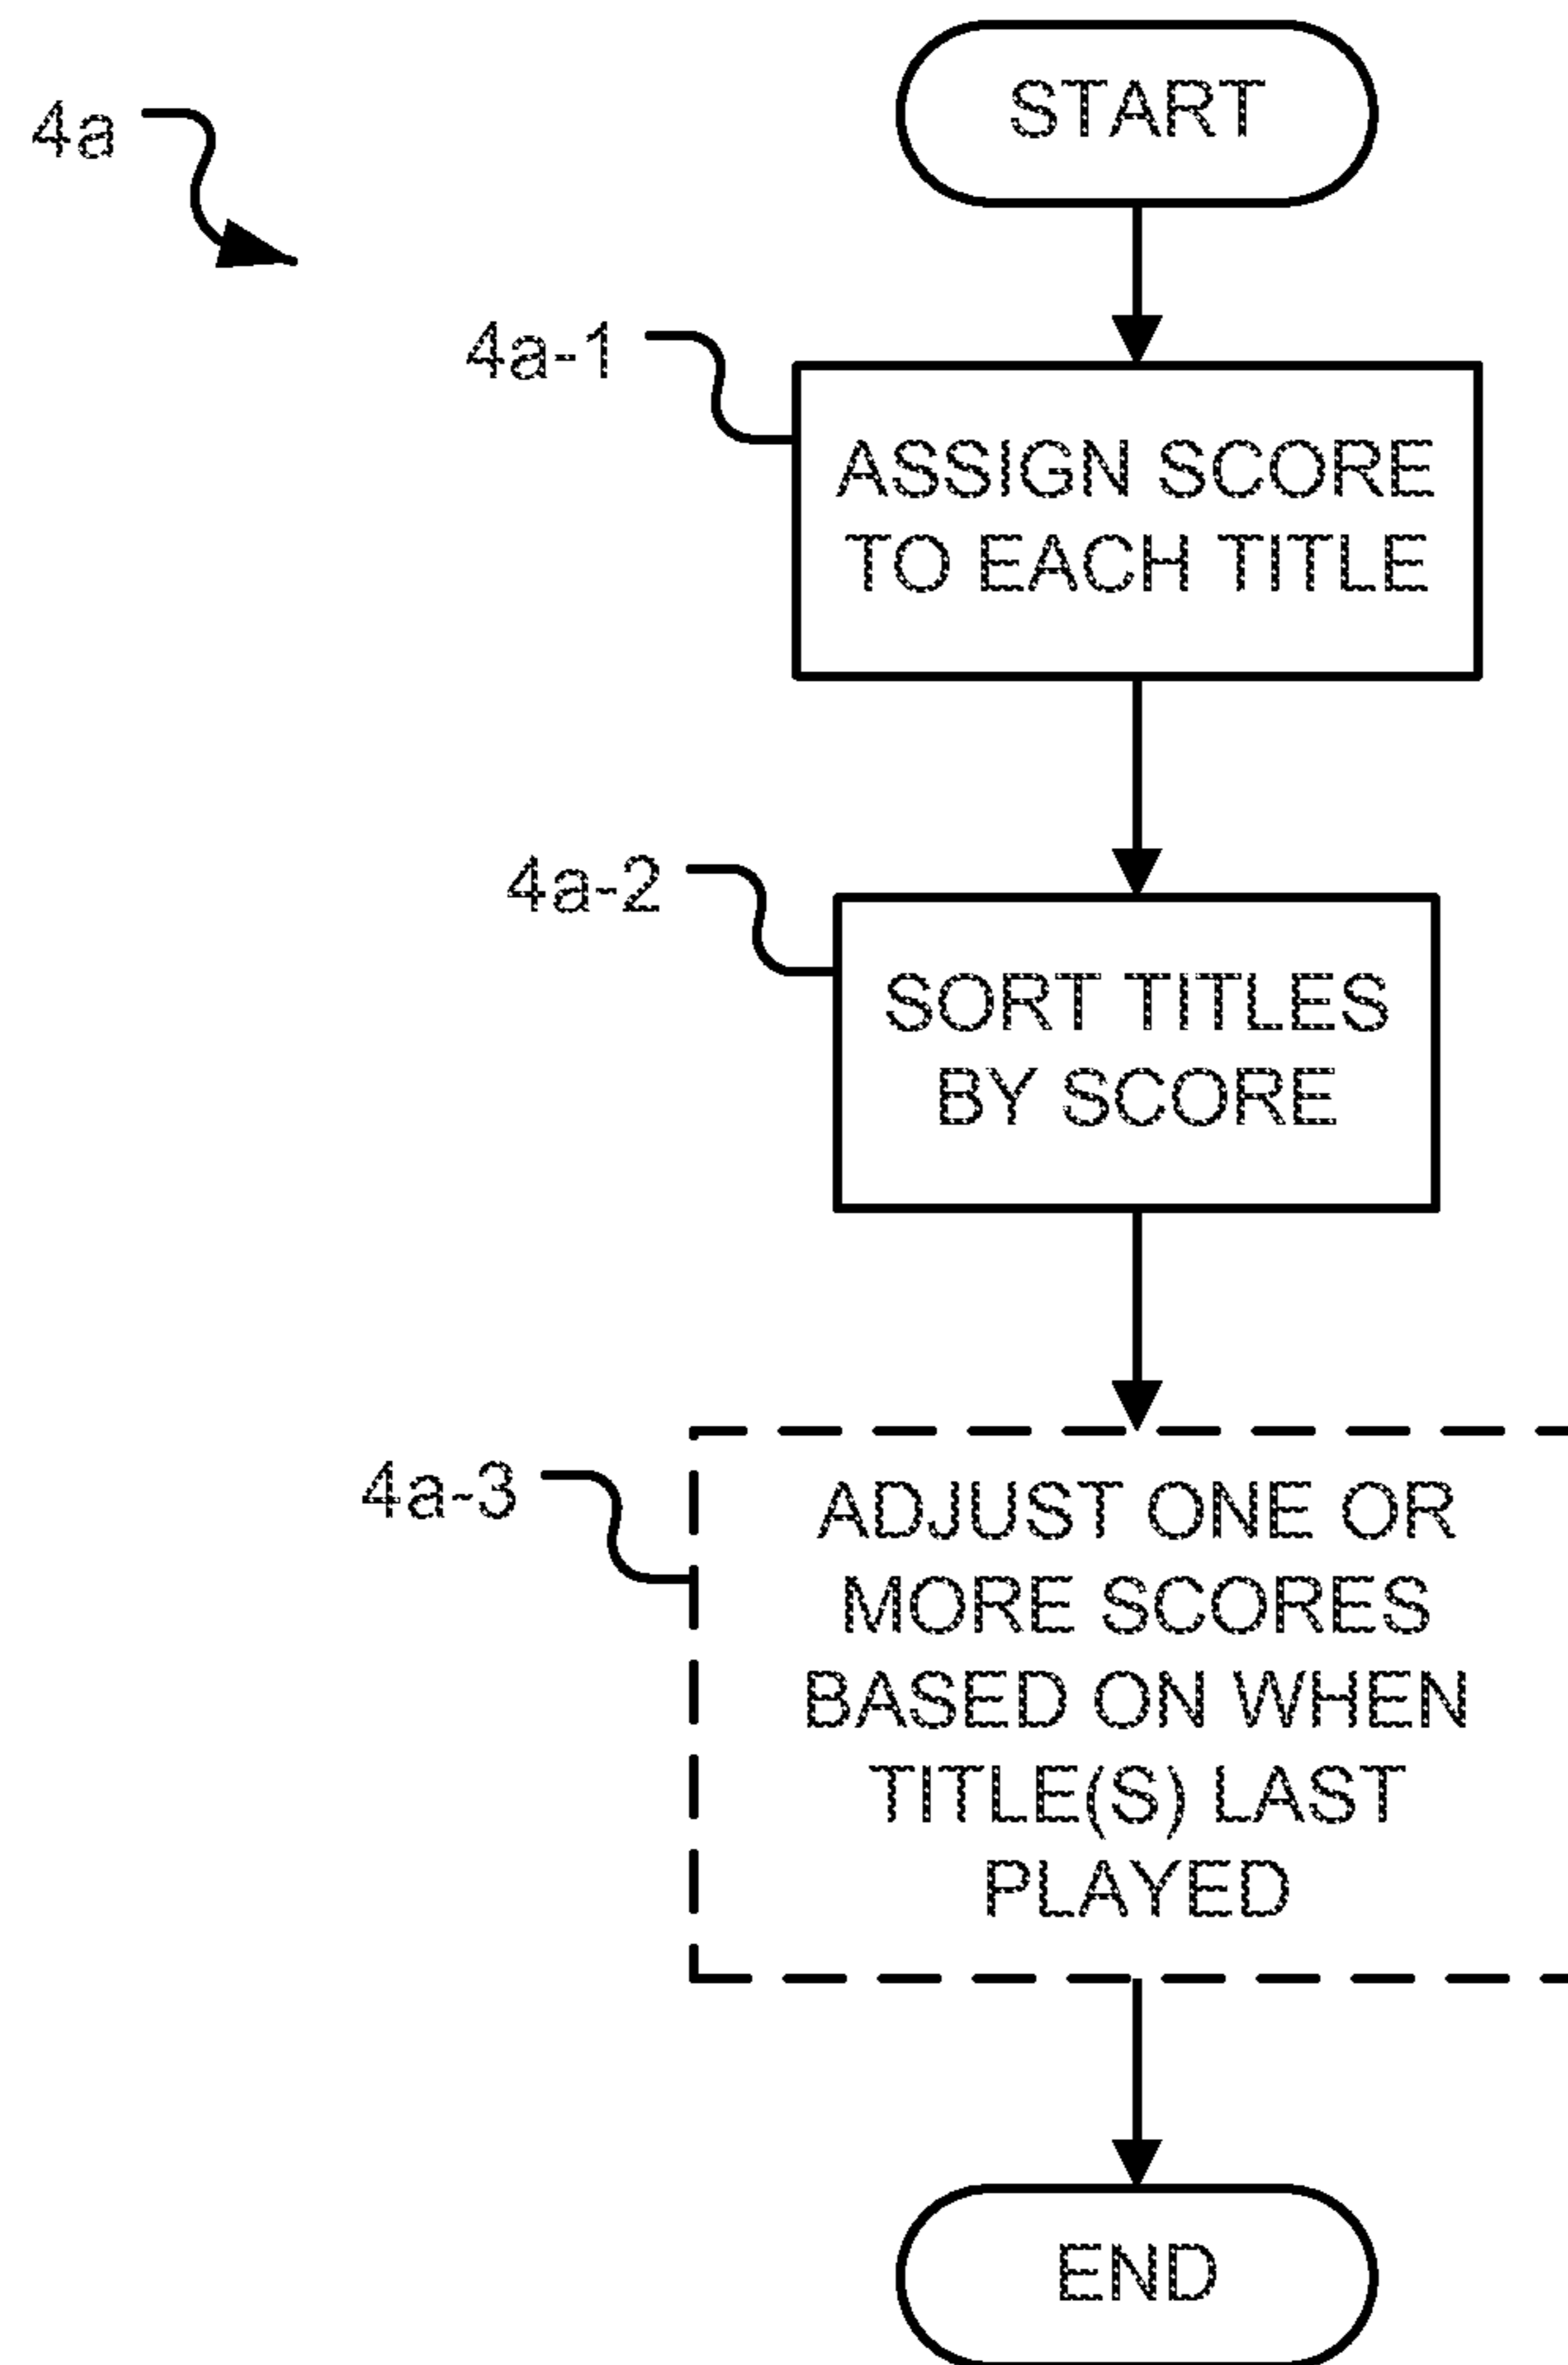 START
4a
4a-1
ASSIGN SCORE
TO EACH TITLE
4a-2
SORT TITLES
BY SCORE
4a-3
ADJUST ONE OR
MORE SCORES
BASED ON WHEN
TITLE(S) LAST
PLAYED
END